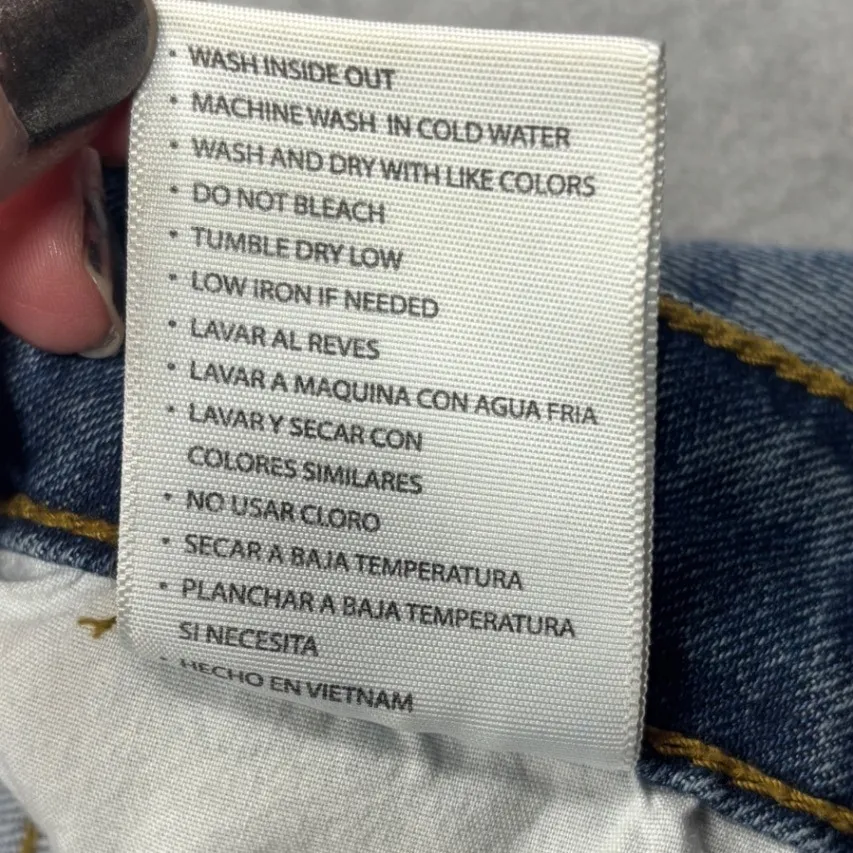 • WASH INSIDE OUT
• MACHINE WASH IN COLD WATER
• WASH AND DRY WITH LIKE COLORS
• DO NOT BLEACH
• TUMBLE DRY LOW
• LOW IRON IF NEEDED
• LAVAR AL REVES
• LAVAR A MAQUINA CON AGUA FRIA
• LAVAR Y SECAR CON
COLORES SIMILARES
• NO USAR CLORO
• SECAR A BAJA TEMPERATURA
• PLANCHAR A BAJA TEMPERATURA
SI NECESITA
• HECHO EN VIETNAM